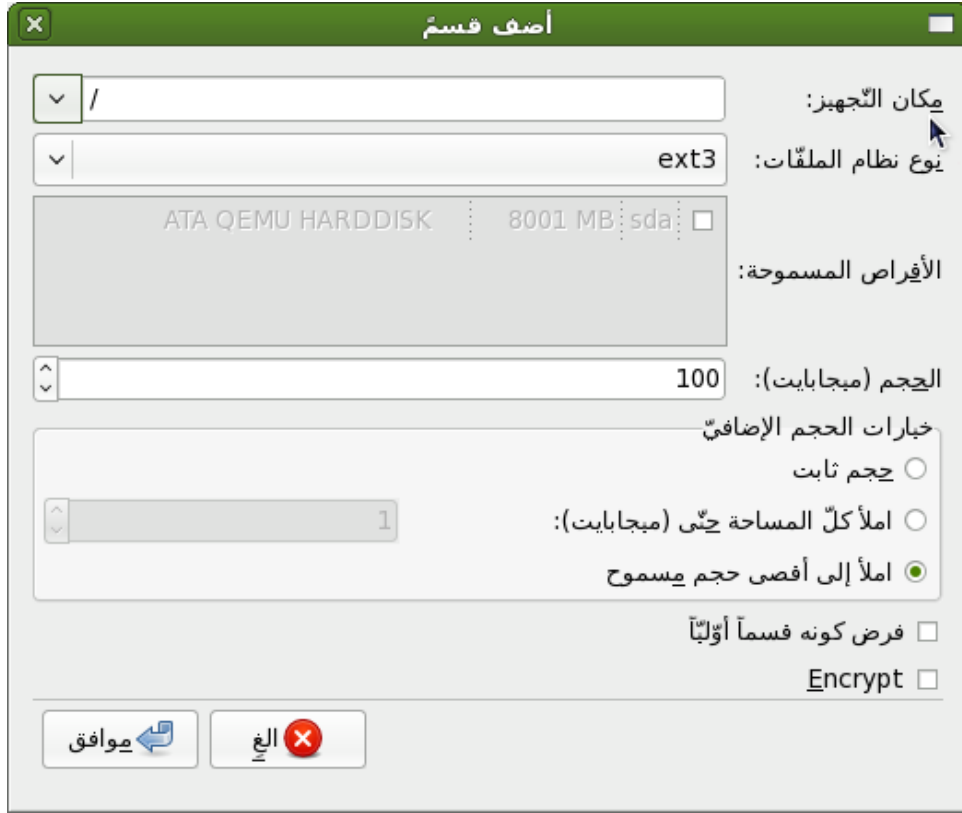 أضف قسمً
مكان التّجهيز: /
نوع نظام الملفّات: ext3
sda 8001 MB ATA QEMU HARDDISK
الأقراص المسموحة:
الحجم (ميجابايت): 100
خيارات الحجم الإضافيّ
حجم ثابت
املأ كلّ المساحة حتّى (ميجابايت): 1
املأ إلى أقصى حجم مسموح
فرض كونه قسماً أوّليّاً
Encrypt
الغِ موافق